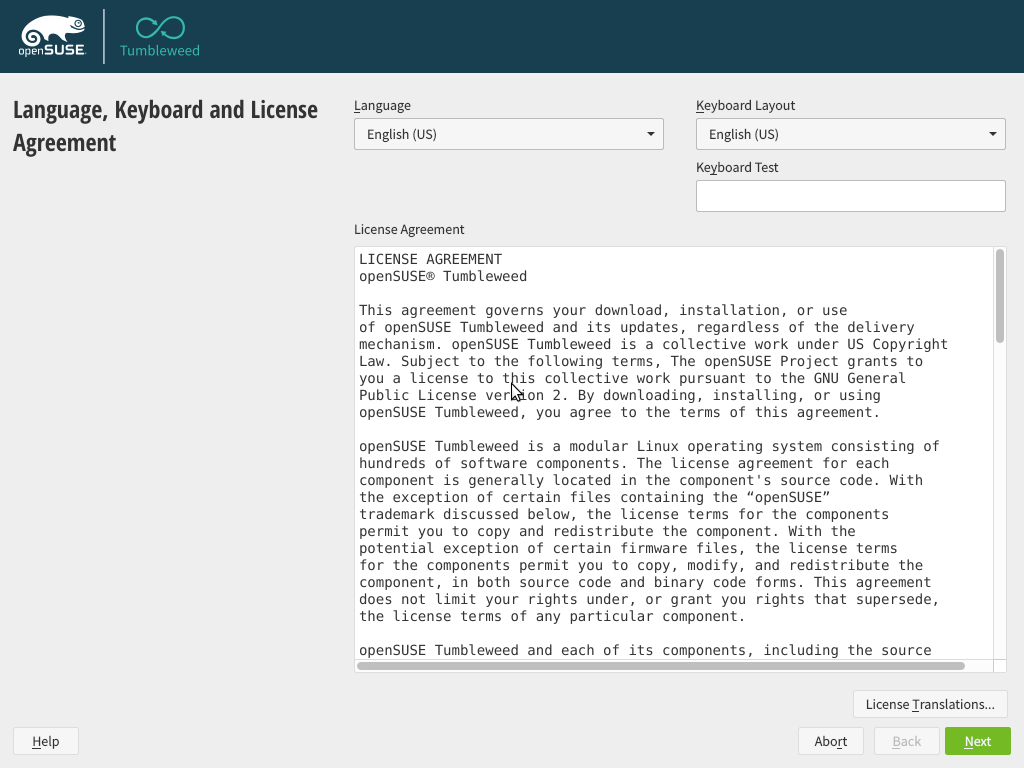 openSUSE.
Tumbleweed
Language, Keyboard and License
Agreement
Language
English (US)
Keyboard Layout
English (US)
Keyboard Test
License Agreement
LICENSE AGREEMENT
openSUSE® Tumbleweed
This agreement governs your download, installation, or use
of openSUSE Tumbleweed and its updates, regardless of the delivery
mechanism. openSUSE Tumbleweed is a collective work under US Copyright
Law. Subject to the following terms, The openSUSE Project grants to
you a license to this collective work pursuant to the GNU General
Public License version 2. By downloading, installing, or using
openSUSE Tumbleweed, you agree to the terms of this agreement.
openSUSE Tumbleweed is a modular Linux operating system consisting of
hundreds of software components. The license agreement for each
component is generally located in the component's source code. With
the exception of certain files containing the “openSUSE”
trademark discussed below, the license terms for the components
permit you to copy and redistribute the component. With the
potential exception of certain firmware files, the license terms
for the components permit you to copy, modify, and redistribute the
component, in both source code and binary code forms. This agreement
does not limit your rights under, or grant you rights that supersede,
the license terms of any particular component.
openSUSE Tumbleweed and each of its components, including the source
License Translations...
Help
Abort
Back
Next